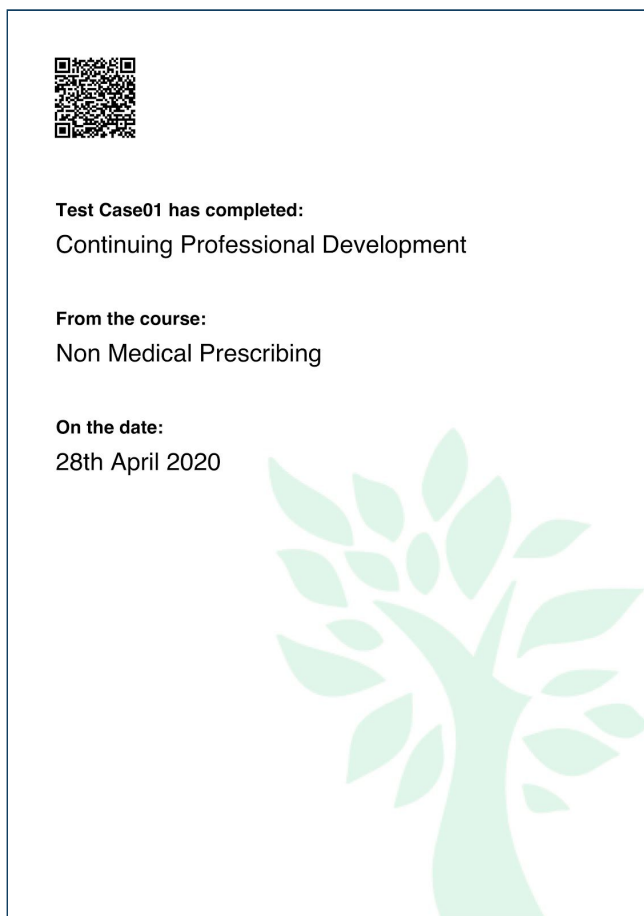 Test Case01 has completed:
Continuing Professional Development
From the course:
Non Medical Prescribing
On the date:
28th April 2020